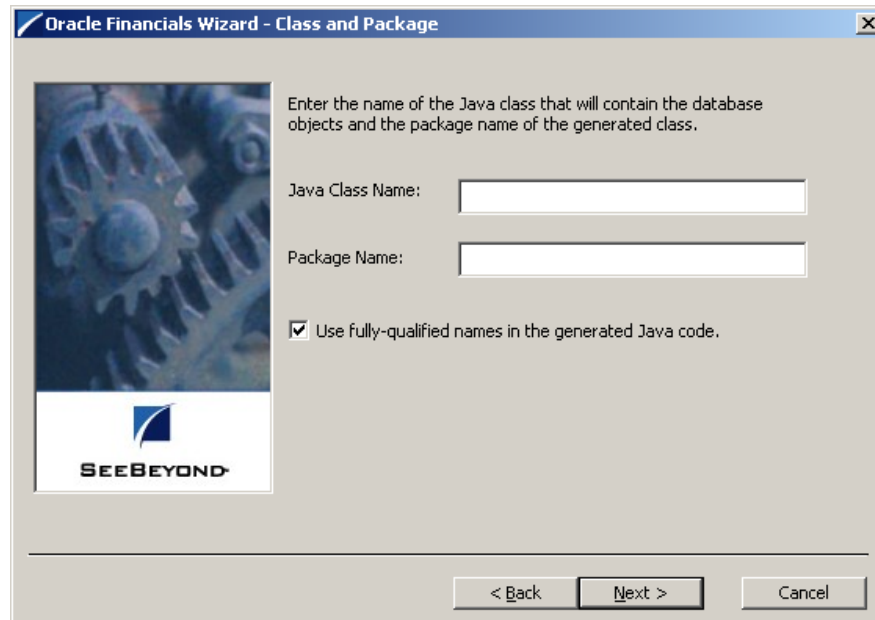 Oracle Financials Wizard - Class and Package
Enter the name of the Java class that will contain the database
objects and the package name of the generated class.
Java Class Name:
Package Name:
Use fully-qualified names in the generated Java code.
SEEBEYOND
< Back Next > Cancel